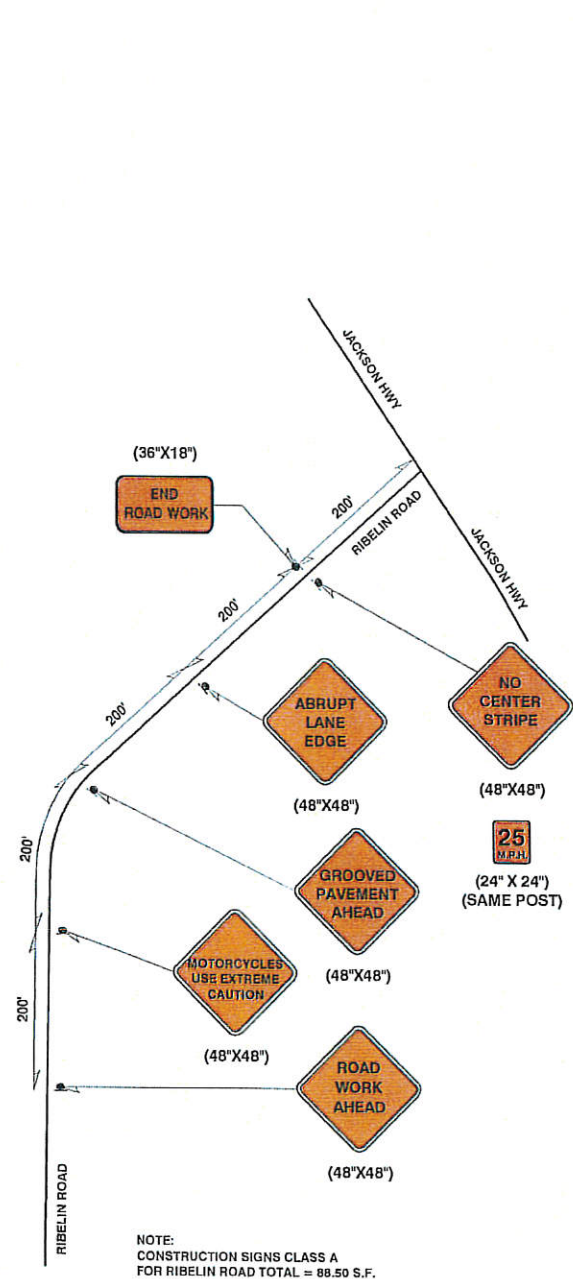 JACKSON HWY
(36"X18")
END
ROAD WORK
200'
RIBELIN ROAD
JACKSON HWY
200'
ABRUPT
LANE
EDGE
(48"X48")
NO
CENTER
STRIPE
(48"X48")
200'
25
M.P.H.
(24" X 24")
(SAME POST)
200'
GROOVED
PAVEMENT
AHEAD
(48"X48")
MOTORCYCLES
USE EXTREME
CAUTION
(48"X48")
200'
ROAD
WORK
AHEAD
(48"X48")
RIBELIN ROAD
NOTE:
CONSTRUCTION SIGNS CLASS A
FOR RIBELIN ROAD TOTAL = 88.50 S.F.